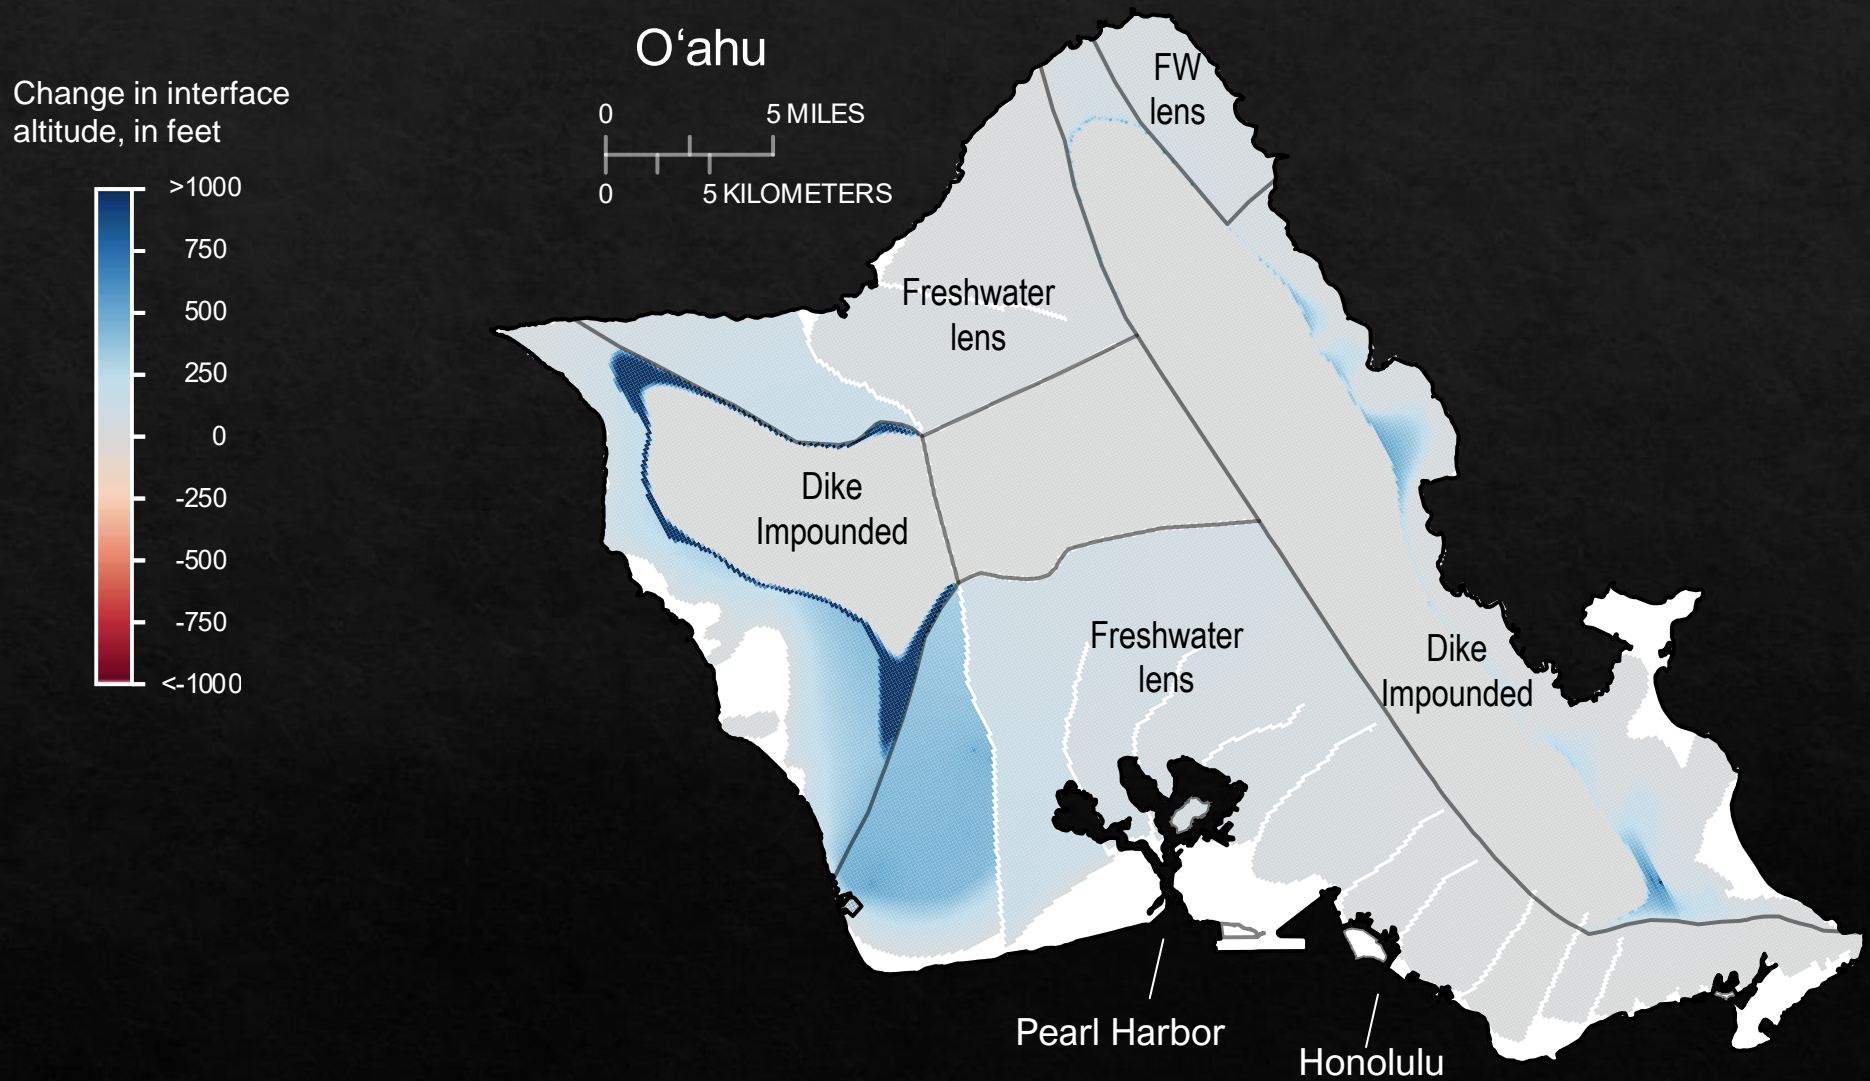 Oʻahu
Change in interface
altitude, in feet
>1000
750
500
250
0
-250
-500
-750
<-1000
0 5 MILES
0 5 KILOMETERS
FW
lens
Freshwater
lens
Dike
Impounded
Freshwater
lens
Dike
Impounded
Pearl Harbor
Honolulu